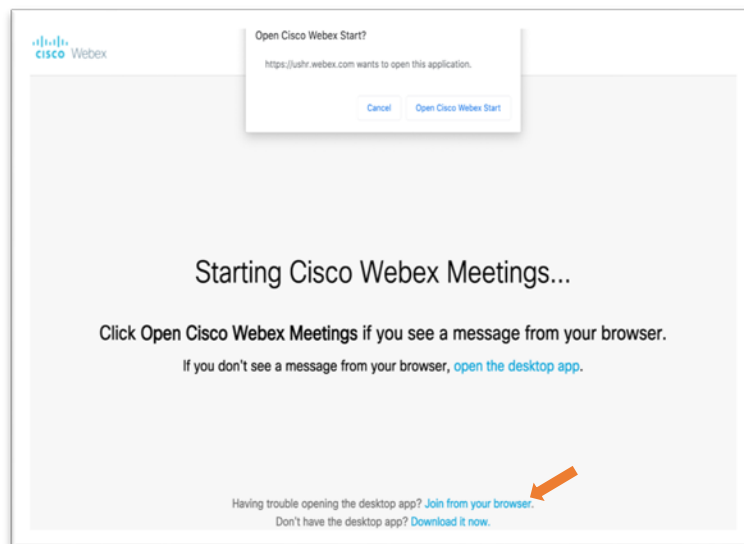 Open Cisco Webex Start?
cisco Webex
https://ushr.webex.com wants to open this application.
Cancel Open Cisco Webex Start
Starting Cisco Webex Meetings...
Click Open Cisco Webex Meetings if you see a message from your browser.
If you don't see a message from your browser, open the desktop app.
Having trouble opening the desktop app? Join from your browser.
Don't have the desktop app? Download it now.